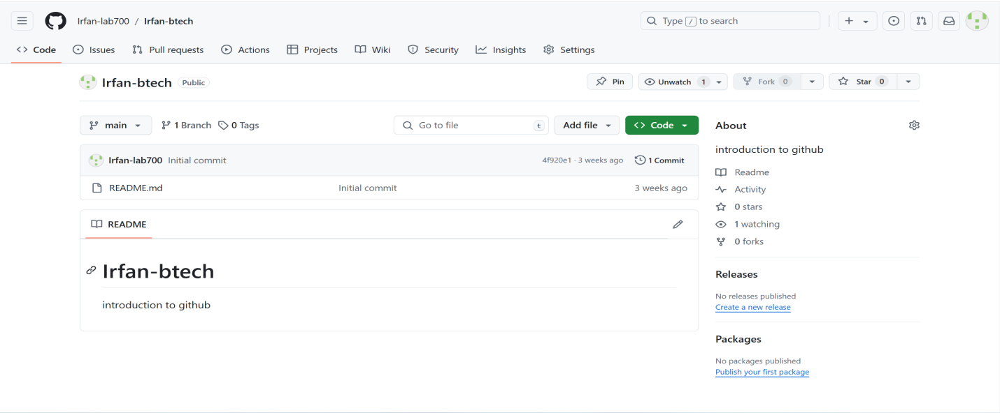 Irfan-lab700 / Irfan-btech Type / to search
Code Issues Pull requests Actions Projects Wiki Security Insights Settings
Irfan-btech Public Pin Unwatch 1 Fork 0 Star 0
main 1 Branch 0 Tags Go to file t Add file Code
Irfan-lab700 Initial commit 4f920e1 · 3 weeks ago 1 Commit
README.md Initial commit 3 weeks ago
README
Irfan-btech
introduction to github
About
introduction to github
Readme
Activity
0 stars
1 watching
0 forks
Releases
No releases published
Create a new release
Packages
No packages published
Publish your first package